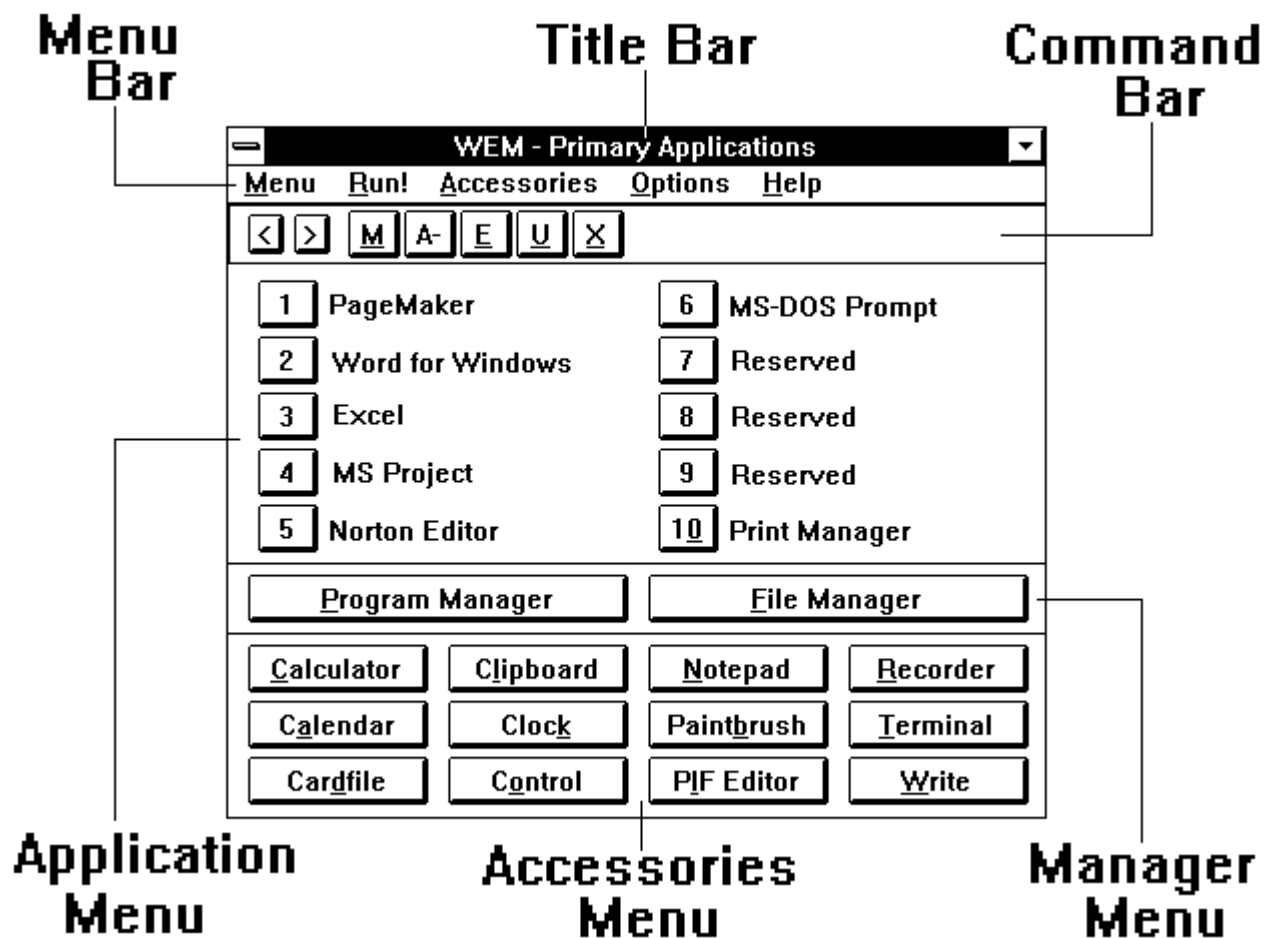 Menu
Bar
Title Bar
Command
Bar
WEM - Primary Applications
Menu Run! Accessories Options Help
< > M A- E U X
1 PageMaker
2 Word for Windows
3 Excel
4 MS Project
5 Norton Editor
6 MS-DOS Prompt
7 Reserved
8 Reserved
9 Reserved
10 Print Manager
Program Manager File Manager
Calculator Clipboard Notepad Recorder
Calendar Clock Paintbrush Terminal
Cardfile Control PIF Editor Write
Application
Menu
Accessories
Menu
Manager
Menu